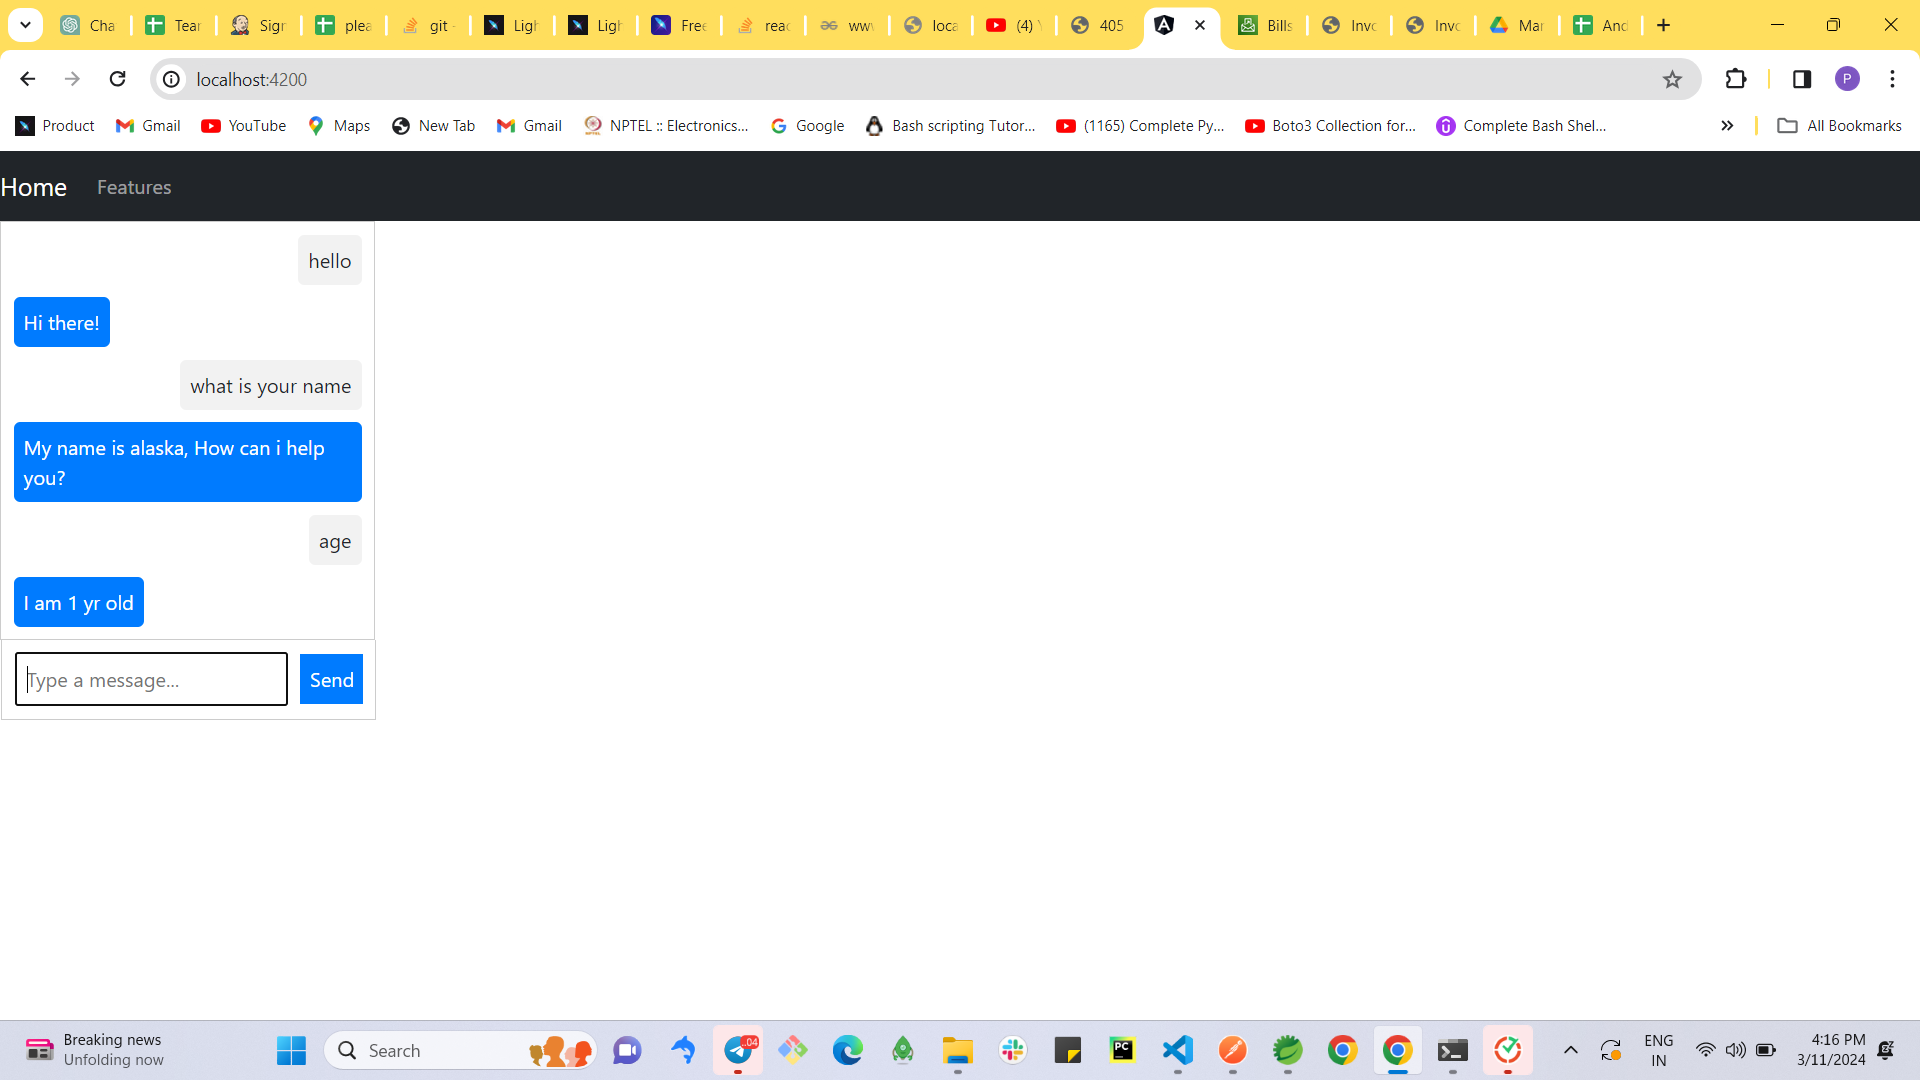 Cha
Tear
Sigr
plea
git -
Ligh
Ligh
Free
reac
ww
loca
(4)
405
Bills
Invo
Invo
Mar
And
localhost:4200
P
Product
Gmail
YouTube
Maps
New Tab
Gmail
NPTEL :: Electronics...
Google
Bash scripting Tutor...
(1165) Complete Py...
Boto3 Collection for...
Complete Bash Shel...
All Bookmarks
Home Features
hello
Hi there!
what is your name
My name is alaska, How can i help
you?
age
I am 1 yr old
Type a message...
Send
Breaking news
Unfolding now
Search
..04
PC
ENG
IN
4:16 PM
3/11/2024